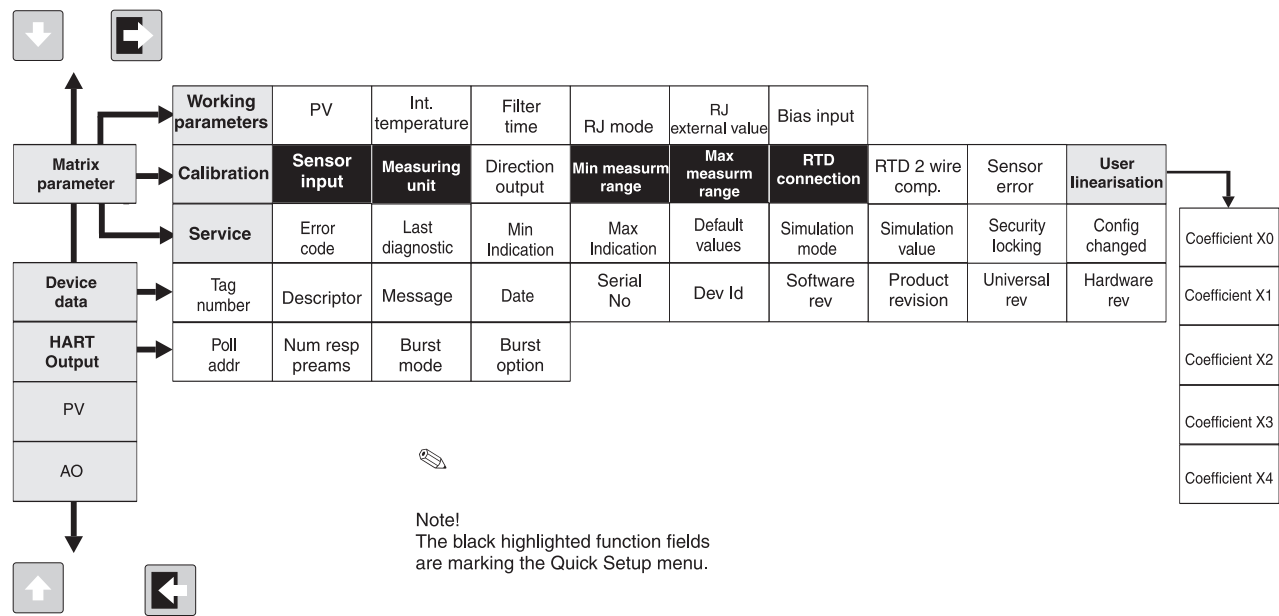 Working
parameters
PV
Int.
temperature
Filter
time
RJ mode
RJ
external value
Bias input
Matrix
parameter
Calibration
Sensor
input
Measuring
unit
Direction
output
Min measurm
range
Max
measurm
range
RTD
connection
RTD 2 wire
comp.
Sensor
error
User
linearisation
Service
Error
code
Last
diagnostic
Min
Indication
Max
Indication
Default
values
Simulation
mode
Simulation
value
Security
locking
Config
changed
Coefficient X0
Device
data
Tag
number
Descriptor
Message
Date
Serial
No
Dev Id
Software
rev
Product
revision
Universal
rev
Hardware
rev
Coefficient X1
HART
Output
Poll
addr
Num resp
preams
Burst
mode
Burst
option
Coefficient X2
PV
Coefficient X3
AO
Coefficient X4
Note!
The black highlighted function fields
are marking the Quick Setup menu.